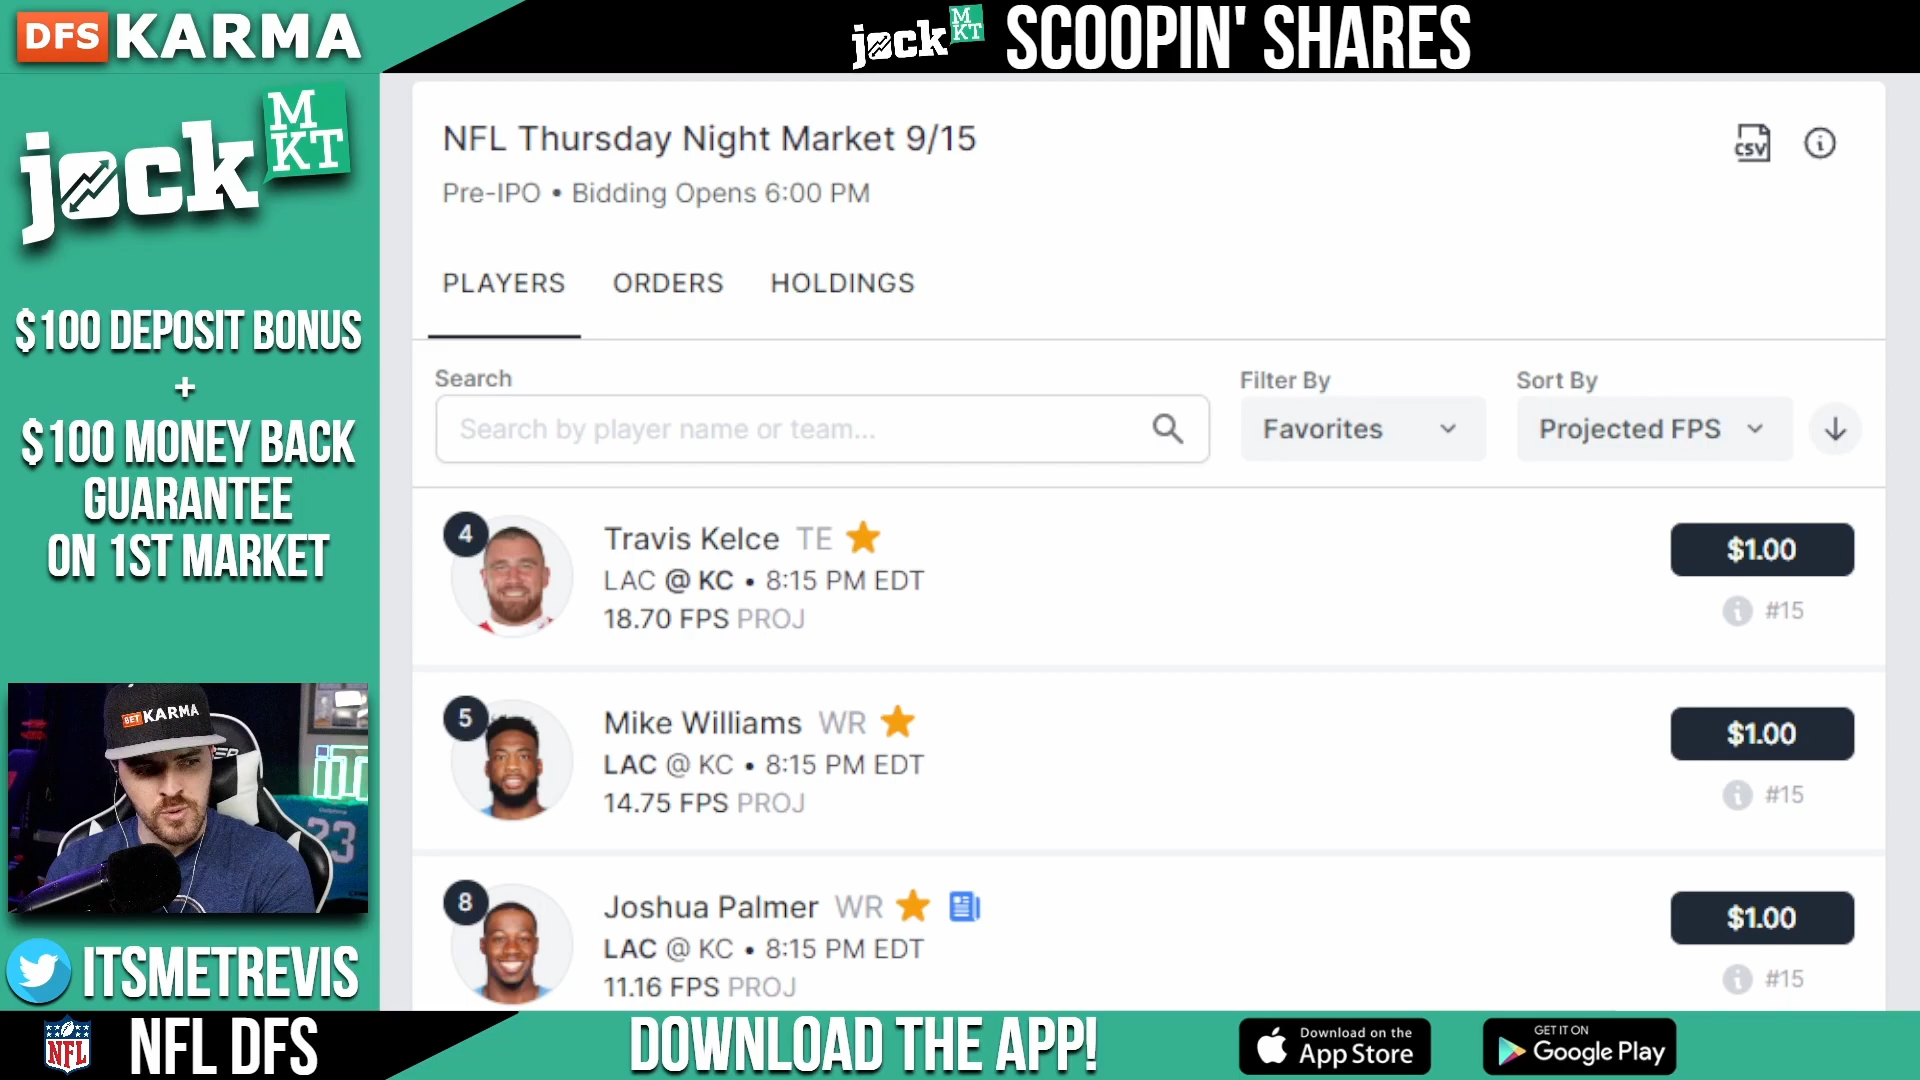 DFS KARMA
jock MKT SCOOPIN' SHARES
jock MKT
$100 DEPOSIT BONUS
+
$100 MONEY BACK
GUARANTEE
ON 1ST MARKET
BET KARMA
23
ITSMETREVIS
NFL NFL DFS
NFL Thursday Night Market 9/15
CSV
Pre-IPO • Bidding Opens 6:00 PM
PLAYERS ORDERS HOLDINGS
Search
Search by player name or team...
Filter By
Favorites
Sort By
Projected FPS
4
Travis Kelce TE
LAC @ KC • 8:15 PM EDT
18.70 FPS PROJ
$1.00
#15
5
Mike Williams WR
LAC @ KC • 8:15 PM EDT
14.75 FPS PROJ
$1.00
#15
8
Joshua Palmer WR
LAC @ KC • 8:15 PM EDT
11.16 FPS PROJ
$1.00
#15
DOWNLOAD THE APP!
Download on the
App Store
GET IT ON
Google Play